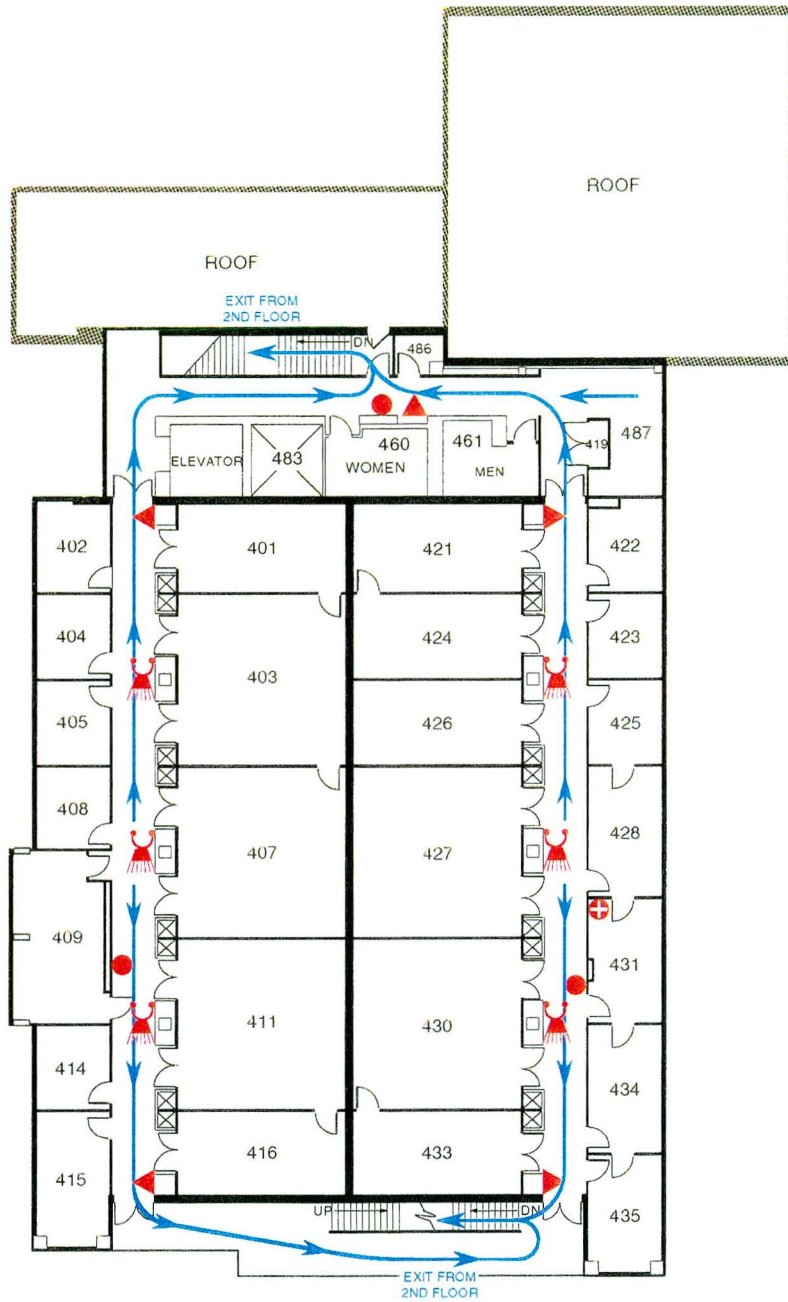 ROOF
ROOF
EXIT FROM
2ND FLOOR
DN
486
487
419
ELEVATOR
483
460
WOMEN
461
MEN
402
401
421
422
404
403
424
423
405
426
425
408
407
427
428
409
431
411
430
414
434
416
433
415
435
UP
DN
EXIT FROM
2ND FLOOR